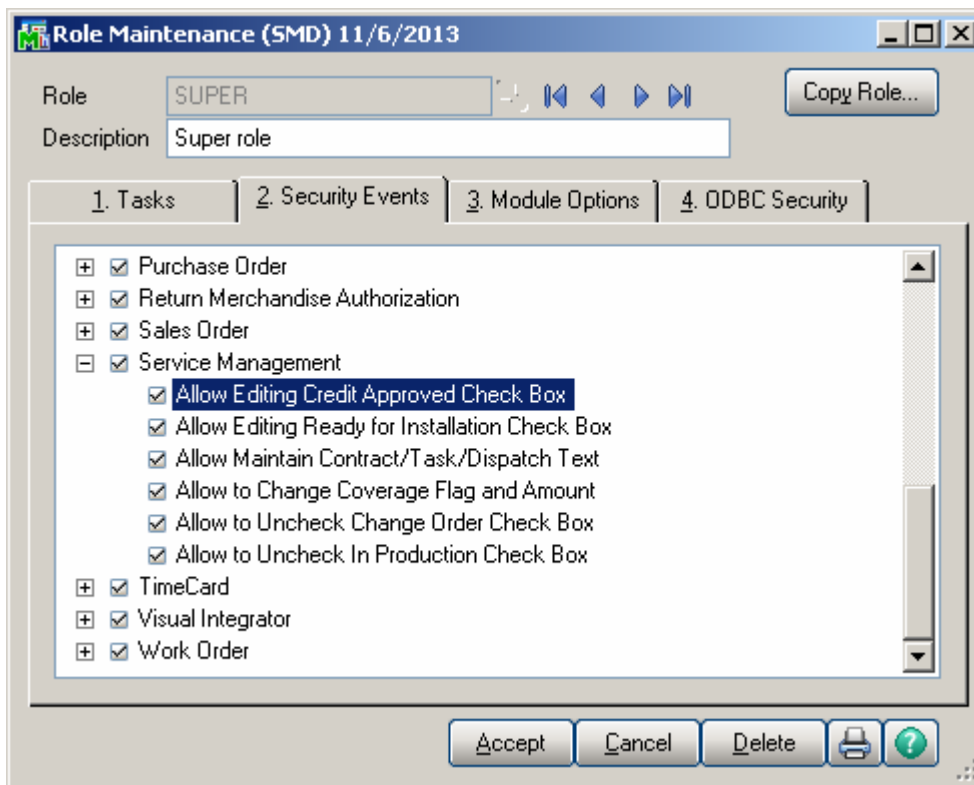 Role Maintenance (SMD) 11/6/2013
Role SUPER Copy Role...
Description Super role
1. Tasks 2. Security Events 3. Module Options 4. ODBC Security
Purchase Order
Return Merchandise Authorization
Sales Order
Service Management
Allow Editing Credit Approved Check Box
Allow Editing Ready for Installation Check Box
Allow Maintain Contract/Task/Dispatch Text
Allow to Change Coverage Flag and Amount
Allow to Uncheck Change Order Check Box
Allow to Uncheck In Production Check Box
TimeCard
Visual Integrator
Work Order
Accept Cancel Delete